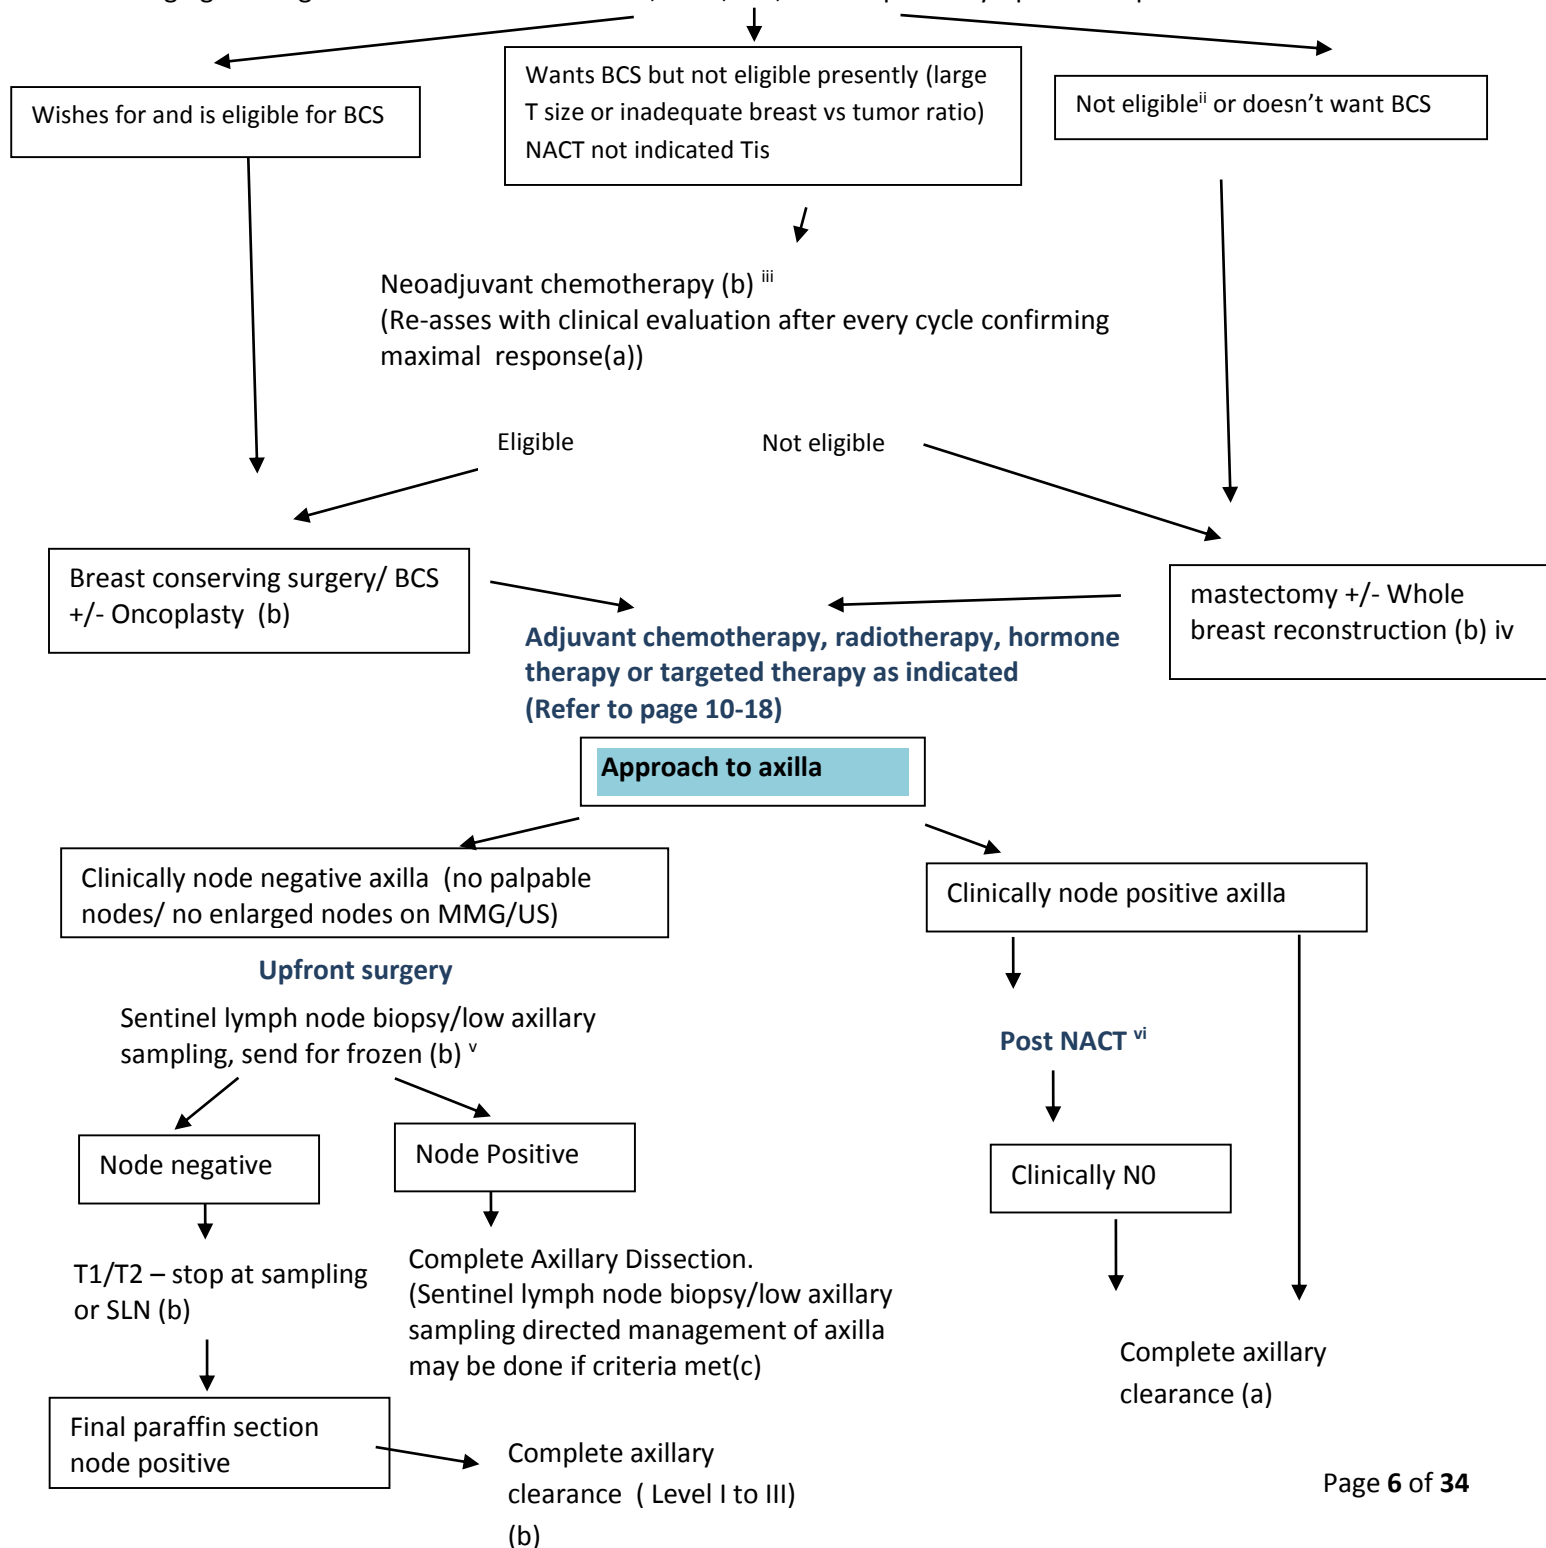 Wishes for and is eligible for BCS
Wants BCS but not eligible presently (large
T size or inadequate breast vs tumor ratio)
NACT not indicated Tis
Not eligibleⁱⁱ or doesn’t want BCS
Neoadjuvant chemotherapy (b) ⁱⁱⁱ
(Re-asses with clinical evaluation after every cycle confirming
maximal response(a))
Eligible
Not eligible
Breast conserving surgery/ BCS
+/- Oncoplasty (b)
mastectomy +/- Whole
breast reconstruction (b) iv
Adjuvant chemotherapy, radiotherapy, hormone
therapy or targeted therapy as indicated
(Refer to page 10-18)
Approach to axilla
Clinically node negative axilla (no palpable
nodes/ no enlarged nodes on MMG/US)
Clinically node positive axilla
Upfront surgery
Sentinel lymph node biopsy/low axillary
sampling, send for frozen (b) ᵛ
Post NACT ᵛⁱ
Node negative
Node Positive
Clinically N0
T1/T2 – stop at sampling
or SLN (b)
Complete Axillary Dissection.
(Sentinel lymph node biopsy/low axillary
sampling directed management of axilla
may be done if criteria met(c)
Complete axillary
clearance (a)
Final paraffin section
node positive
Complete axillary
clearance ( Level I to III)
(b)
Page 6 of 34